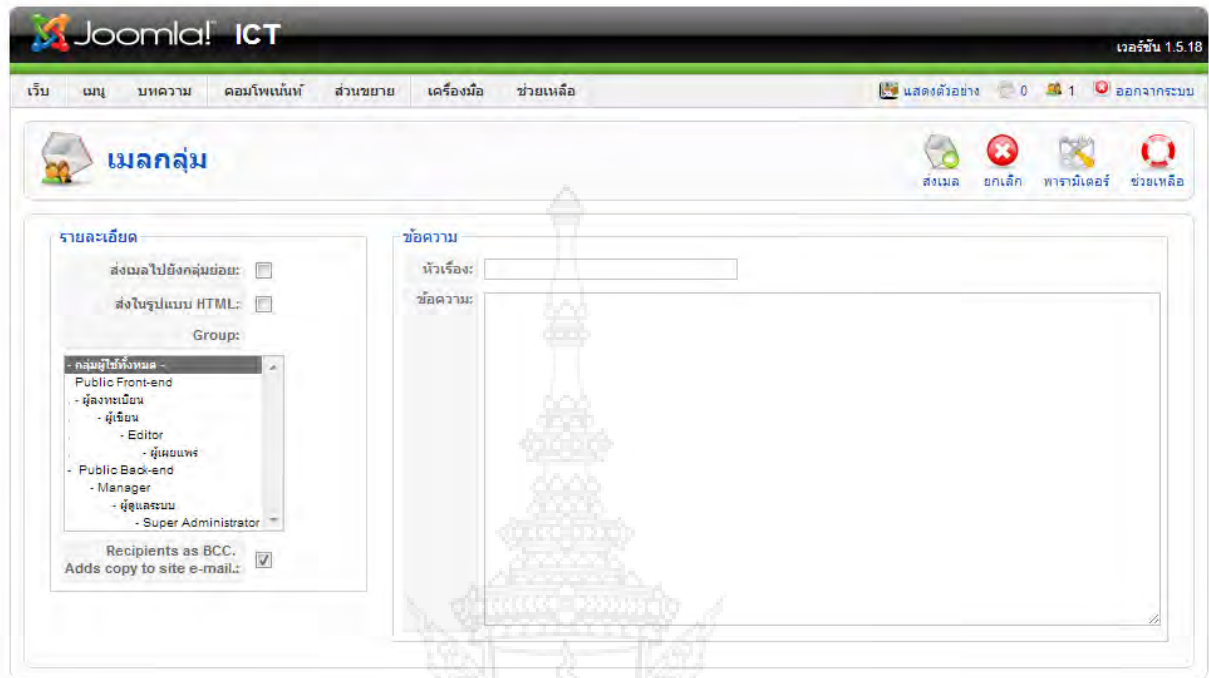 Joomla! ICT
เวอร์ชั่น 1.5.18
เว็บ เมนู บทความ คอมโพเน้นท์ ส่วนขยาย เครื่องมือ ช่วยเหลือ แสดงตัวอย่าง 0 1 ออกจากระบบ
เมลกลุ่ม
ส่งเมล ยกเลิก พารามิเตอร์ ช่วยเหลือ
รายละเอียด
ส่งเมลไปยังกลุ่มย่อย:
ส่งในรูปแบบ HTML:
Group:
- กลุ่มผู้ใช้ทั้งหมด -
Public Front-end
. - ผู้ลงทะเบียน
. - ผู้เขียน
. - Editor
. - ผู้เผยแพร่
- Public Back-end
- Manager
- ผู้ดูแลระบบ
- Super Administrator
Recipients as BCC.
Adds copy to site e-mail.:
ข้อความ
หัวเรื่อง:
ข้อความ: